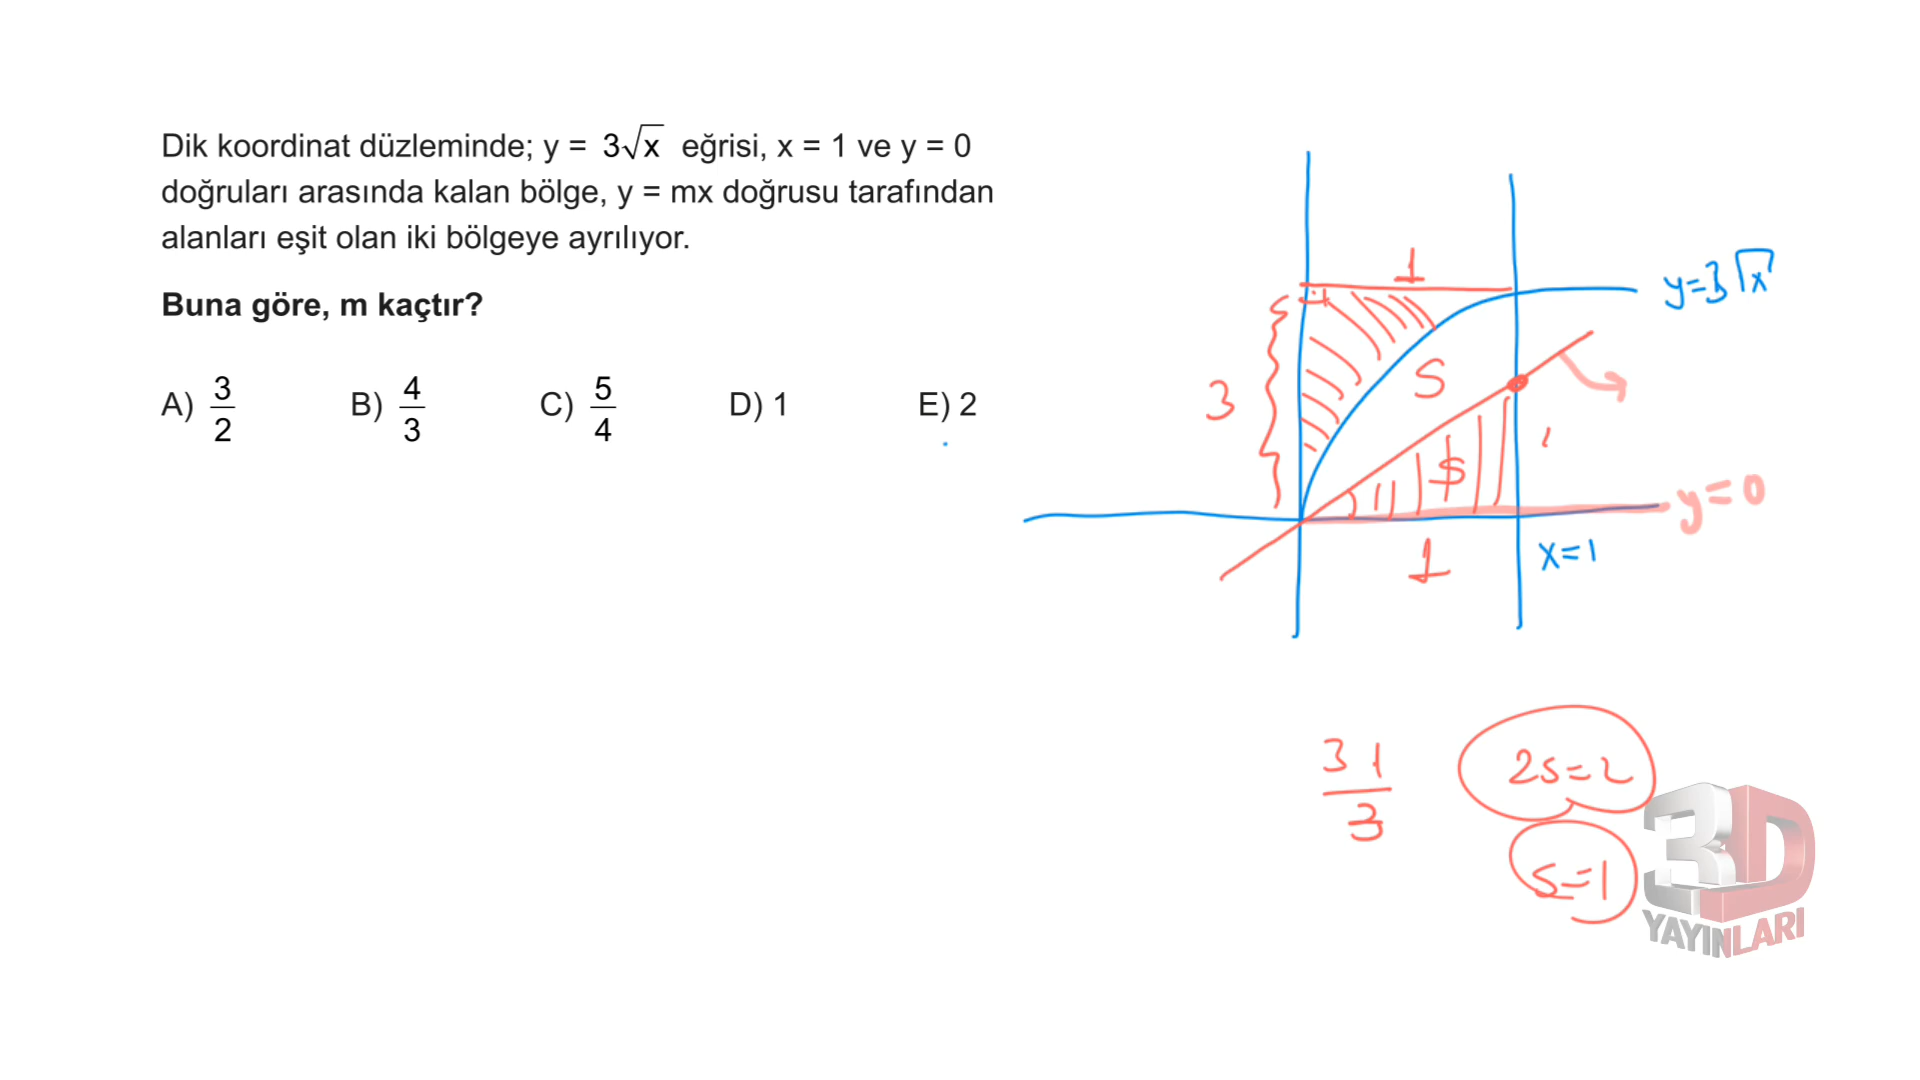 Dik koordinat düzleminde; y = 3√x eğrisi, x = 1 ve y = 0
doğruları arasında kalan bölge, y = mx doğrusu tarafından
alanları eşit olan iki bölgeye ayrılıyor.
Buna göre, m kaçtır?
A) 3/2 B) 4/3 C) 5/4 D) 1 E) 2
1
y=3√x
3
S
S
y=0
1
x=1
3 1
3
2S=2
S=1
3D
YAYINLARI